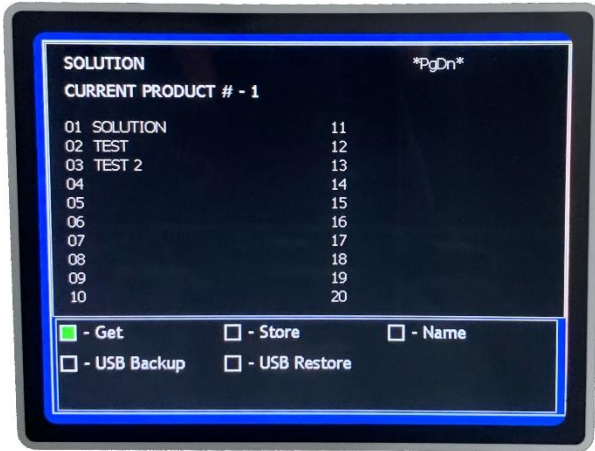 SOLUTION *PgDn*
CURRENT PRODUCT # - 1
01 SOLUTION 11
02 TEST 12
03 TEST 2 13
04 14
05 15
06 16
07 17
08 18
09 19
10 20
- Get - Store - Name
- USB Backup - USB Restore